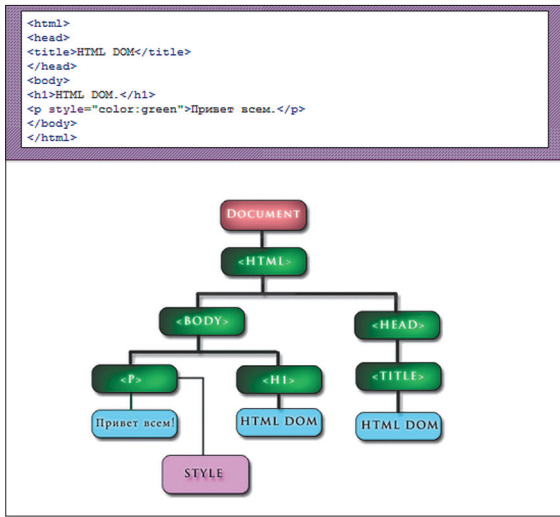 <html>
<head>
<title>HTML DOM</title>
</head>
<body>
<h1>HTML DOM.</h1>
<p style="color:green">Привет всем.</p>
</body>
</html>
DOCUMENT
<HTML>
<BODY>
<HEAD>
<P>
<H1>
<TITLE>
Привет всем!
HTML DOM
HTML DOM
STYLE